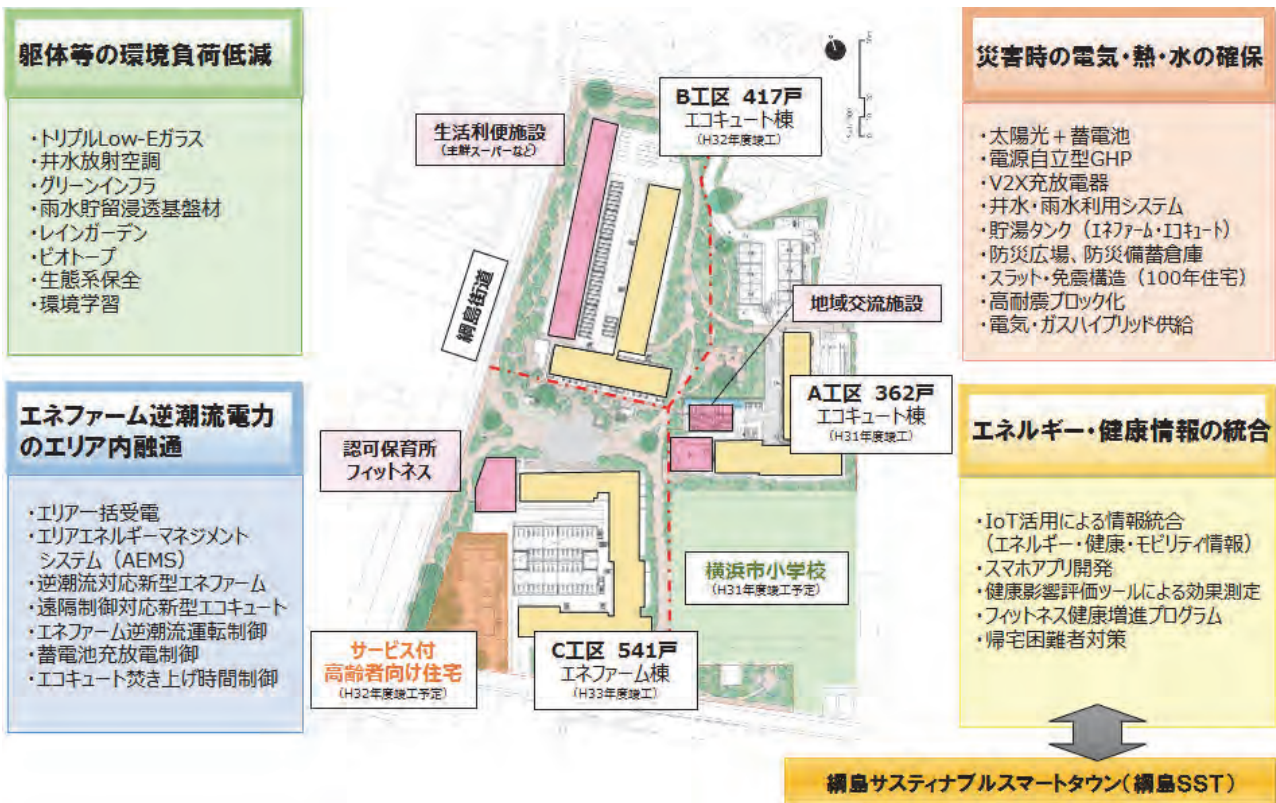 躯体等の環境負荷低減
・トリプルLow-Eガラス
・井水放射空調
・グリーンインフラ
・雨水貯留浸透基盤材
・レインガーデン
・ビオトープ
・生態系保全
・環境学習
エネファーム逆潮流電力
のエリア内融通
・エリア一括受電
・エリアエネルギーマネジメント
システム（AEMS）
・逆潮流対応新型エネファーム
・遠隔制御対応新型エコキュート
・エネファーム逆潮流運転制御
・蓄電池充放電制御
・エコキュート焚き上げ時間制御
生活利便施設
（主鮮スーパーなど）
B工区 417戸
エコキュート棟
（H32年度竣工）
綱島街道
地域交流施設
A工区 362戸
エコキュート棟
（H31年度竣工）
認可保育所
フィットネス
横浜市小学校
（H31年度竣工予定）
サービス付
高齢者向け住宅
（H32年度竣工予定）
C工区 541戸
エネファーム棟
（H33年度竣工）
災害時の電気・熱・水の確保
・太陽光＋蓄電池
・電源自立型GHP
・V2X充放電器
・井水・雨水利用システム
・貯湯タンク（エネファーム・エコキュート）
・防災広場、防災備蓄倉庫
・スラット・免震構造（100年住宅）
・高耐震ブロック化
・電気・ガスハイブリッド供給
エネルギー・健康情報の統合
・IoT活用による情報統合
（エネルギー・健康・モビリティ情報）
・スマホアプリ開発
・健康影響評価ツールによる効果測定
・フィットネス健康増進プログラム
・帰宅困難者対策
綱島サスティナブルスマートタウン（綱島SST）